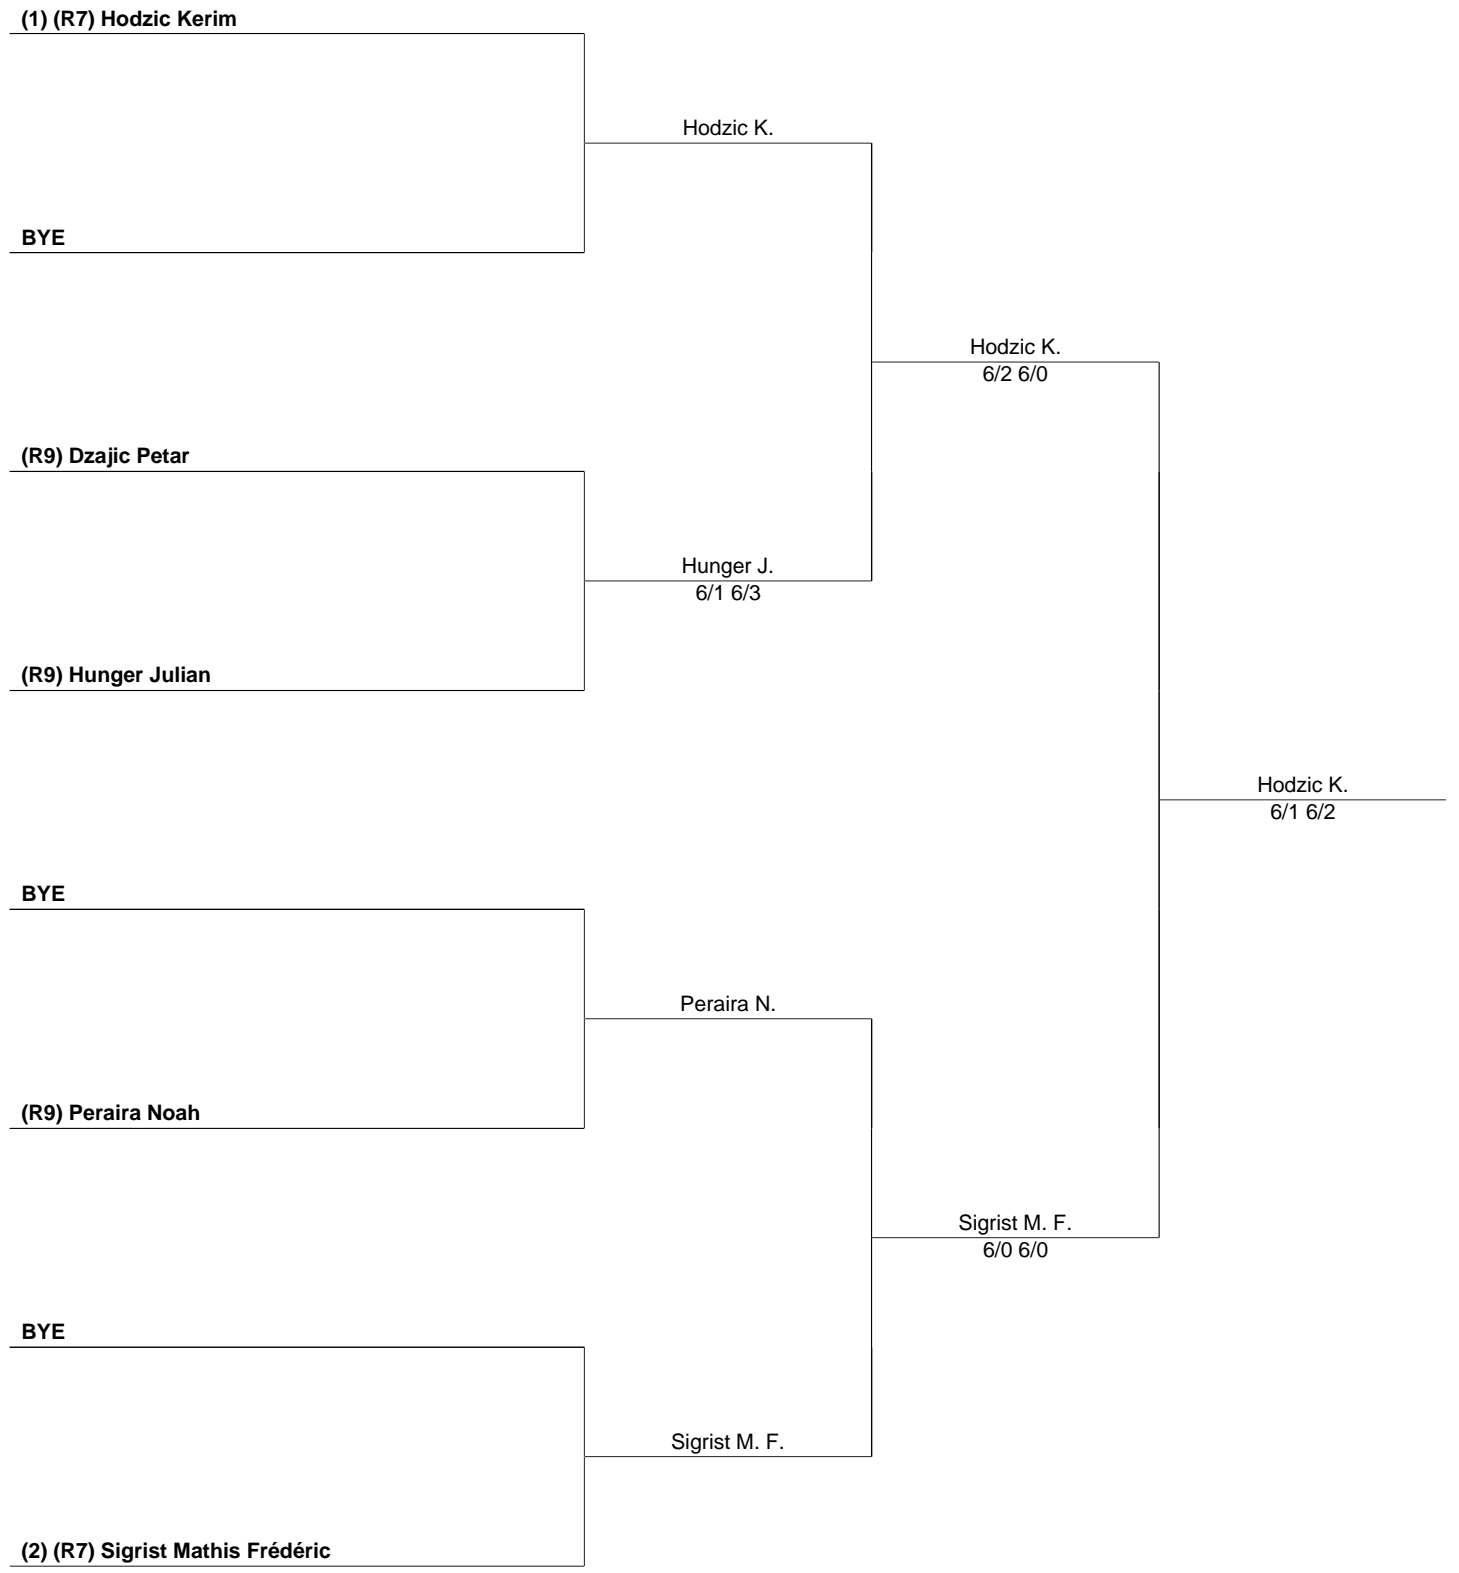 (1) (R7) Hodzic Kerim
Hodzic K.
BYE
Hodzic K.
6/2 6/0
(R9) Dzajic Petar
Hunger J.
6/1 6/3
(R9) Hunger Julian
Hodzic K.
6/1 6/2
BYE
Peraira N.
(R9) Peraira Noah
Sigrist M. F.
6/0 6/0
BYE
Sigrist M. F.
(2) (R7) Sigrist Mathis Frédéric